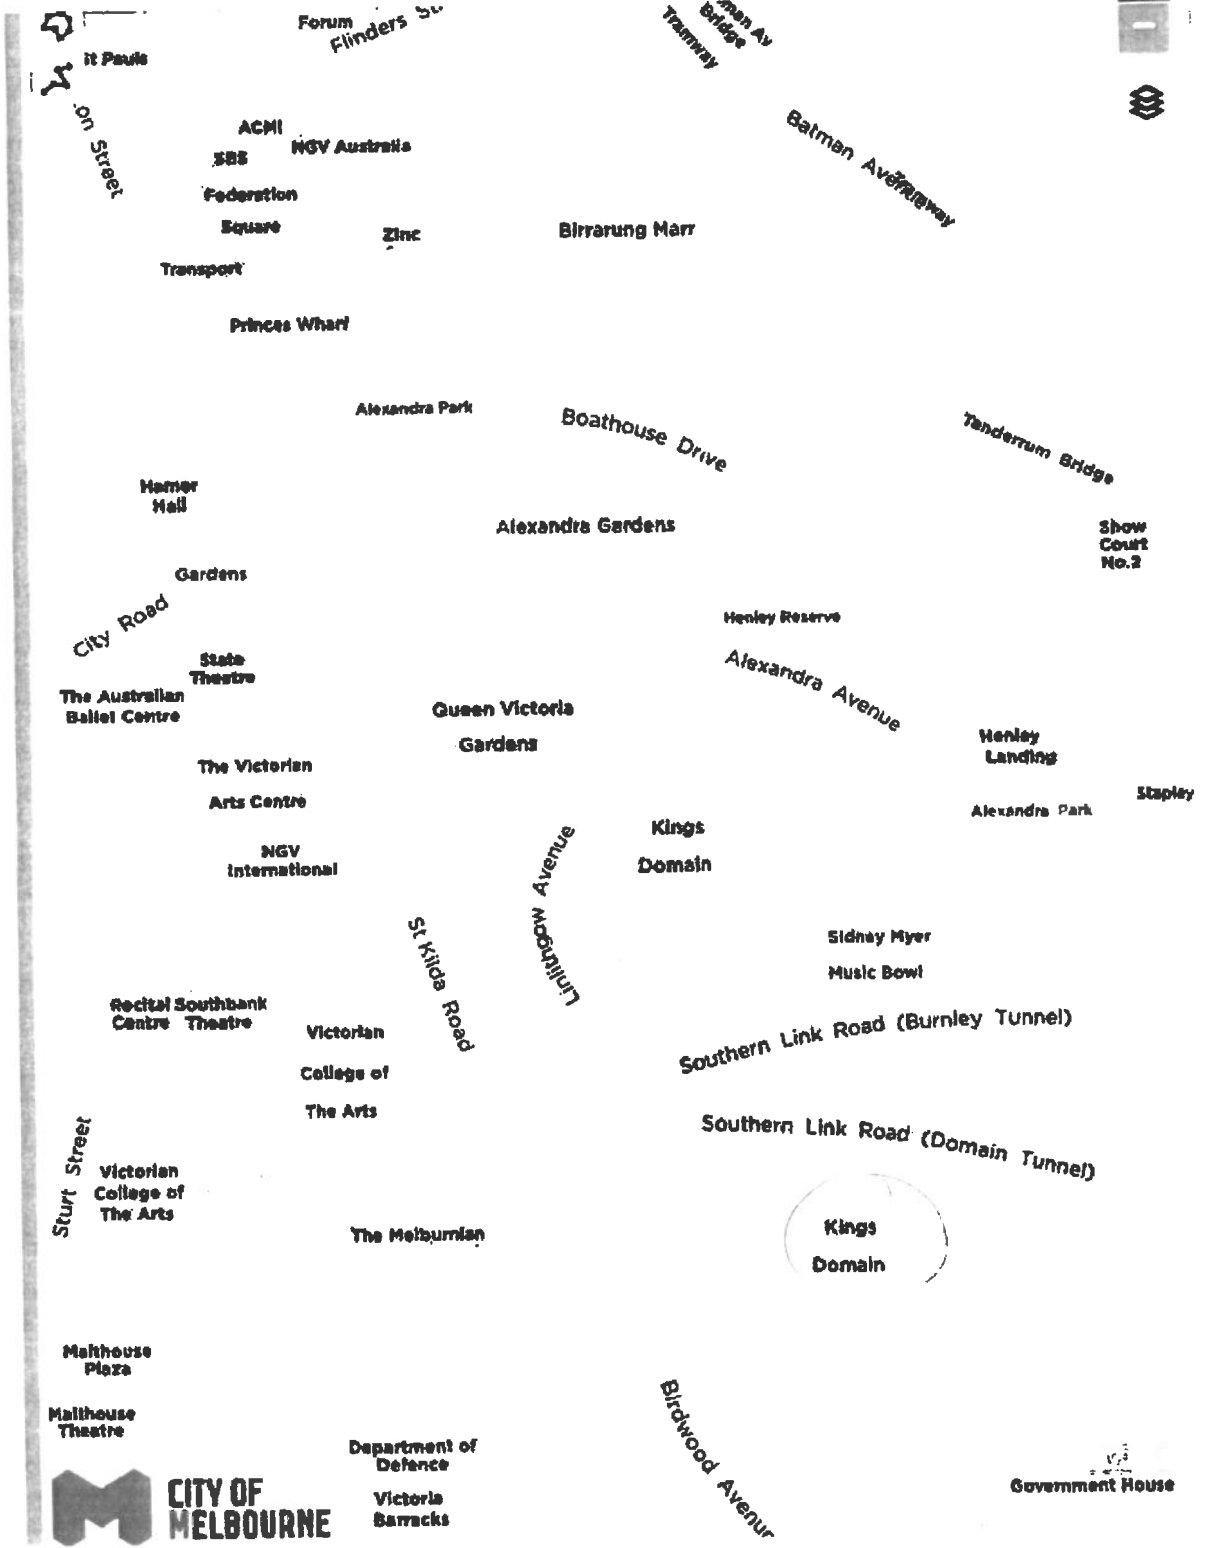 Forum
Flinders St.
Bridge
Tramway
it Pauls
on Street
ACMI
NGV Australia
SBS
Batman Avenue
Tramway
Federation
Square
Zinc
Birrarung Marr
Transport
Princes Wharf
Alexandra Park
Boathouse Drive
Tanderrum Bridge
Hamer
Hall
Alexandra Gardens
Show
Court
No.2
Gardens
City Road
Henley Reserve
State
Theatre
Alexandra Avenue
The Australian
Ballet Centre
Queen Victoria
Gardens
Henley
Landing
The Victorian
Arts Centre
Stapley
Alexandra Park
Kings
Domain
NGV
International
Linlithgow Avenue
St Kilda Road
Sidney Myer
Music Bowl
Recital Southbank
Centre Theatre
Victorian
College of
The Arts
Southern Link Road (Burnley Tunnel)
Southern Link Road (Domain Tunnel)
Sturt Street
Victorian
College of
The Arts
The Melburnian
Kings
Domain
Malthouse
Plaza
Malthouse
Theatre
Birdwood Avenue
Department of
Defence
Victoria
Barracks
Government House
CITY OF
MELBOURNE